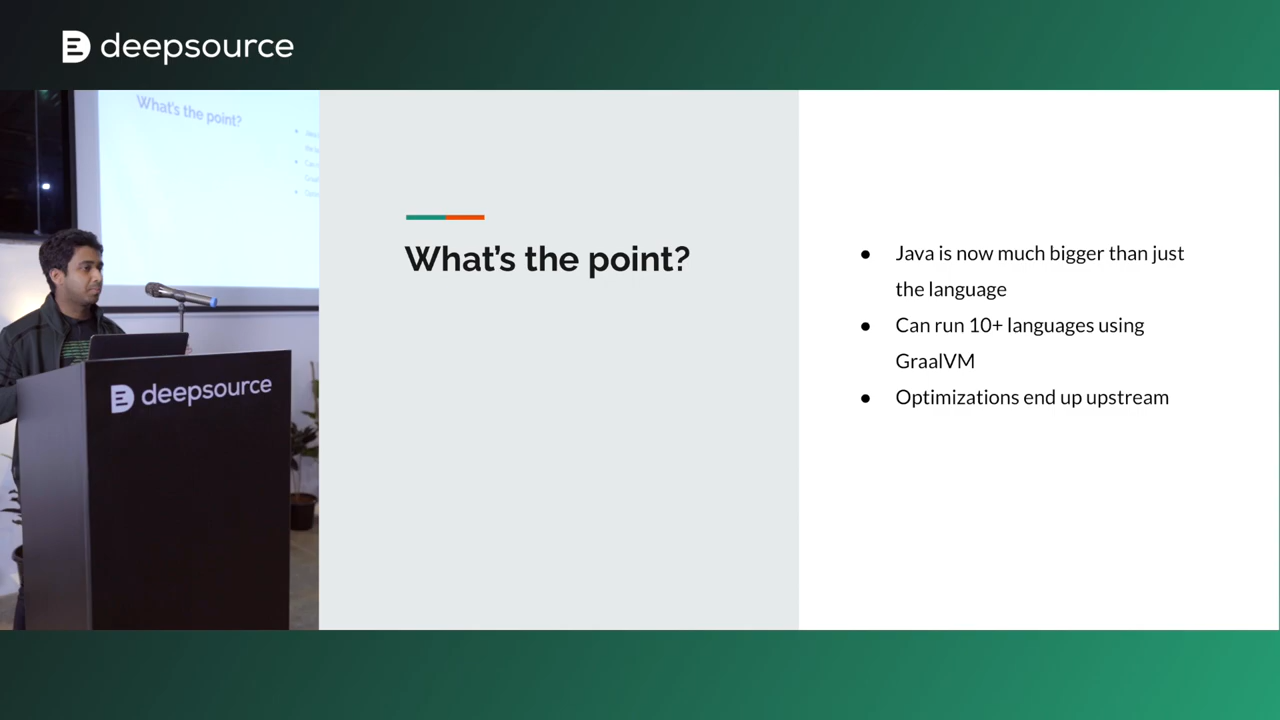 deepsource
What's the point?
deepsource
What's the point?
● Java is now much bigger than just
the language
● Can run 10+ languages using
GraalVM
● Optimizations end up upstream